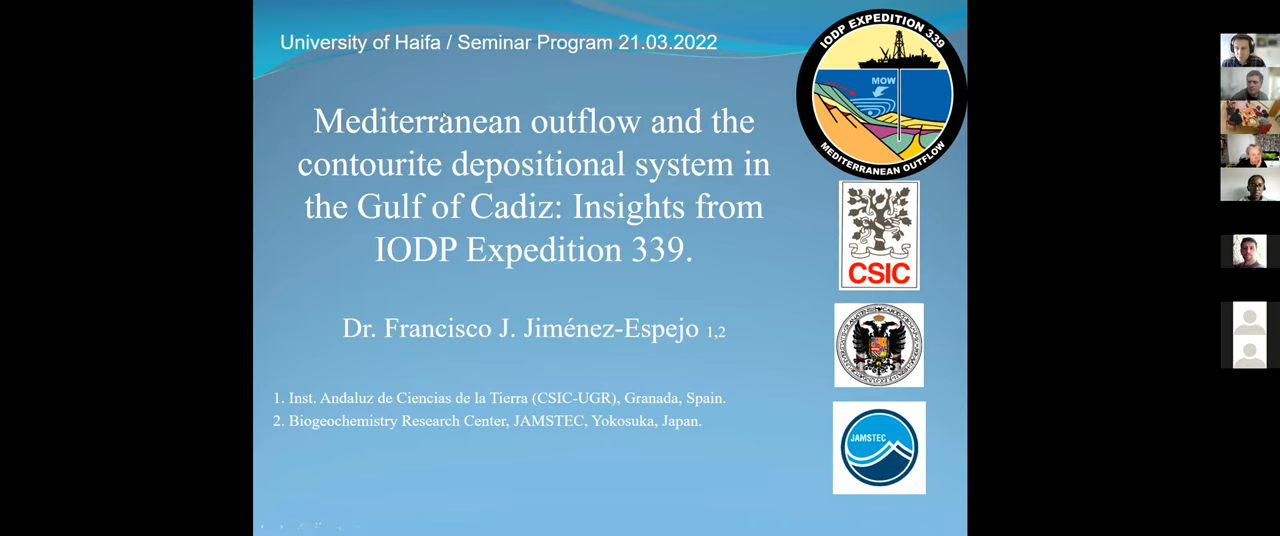 University of Haifa / Seminar Program 21.03.2022
IODP EXPEDITION 339
MOW
MEDITERRANEAN OUTFLOW
Mediterranean outflow and the
contourite depositional system in
the Gulf of Cadiz: Insights from
IODP Expedition 339.
CSIC
Dr. Francisco J. Jiménez-Espejo 1,2
1. Inst. Andaluz de Ciencias de la Tierra (CSIC-UGR), Granada, Spain.
2. Biogeochemistry Research Center, JAMSTEC, Yokosuka, Japan.
JAMSTEC